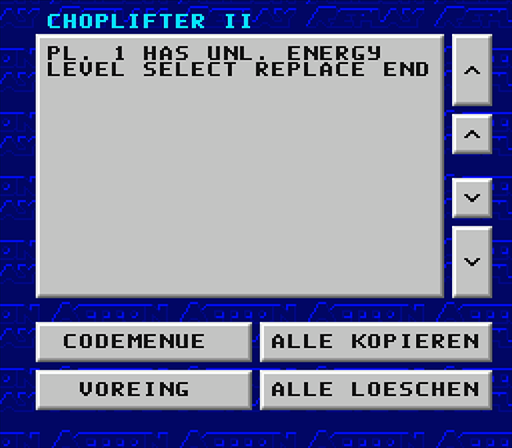 CHOPLIFTER II
PL. 1 HAS UNL. ENERGY
LEVEL SELECT REPLACE END
CODEMENUE
ALLE KOPIEREN
VOREING
ALLE LOESCHEN